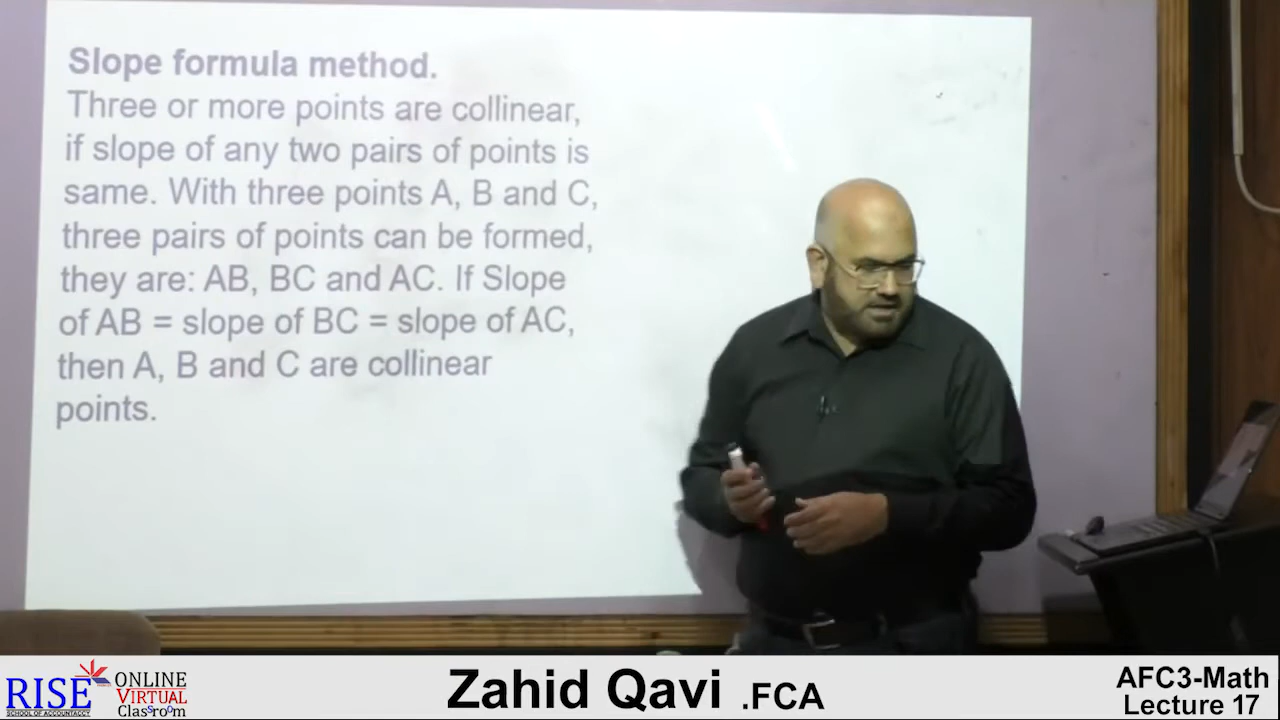 Slope formula method.
Three or more points are collinear,
if slope of any two pairs of points is
same. With three points A, B and C,
three pairs of points can be formed,
they are: AB, BC and AC. If Slope
of AB = slope of BC = slope of AC,
then A, B and C are collinear
points.
RISE
SCHOOL OF ACCOUNTANCY
ONLINE
VIRTUAL
Classroom
Zahid Qavi .FCA
AFC3-Math
Lecture 17